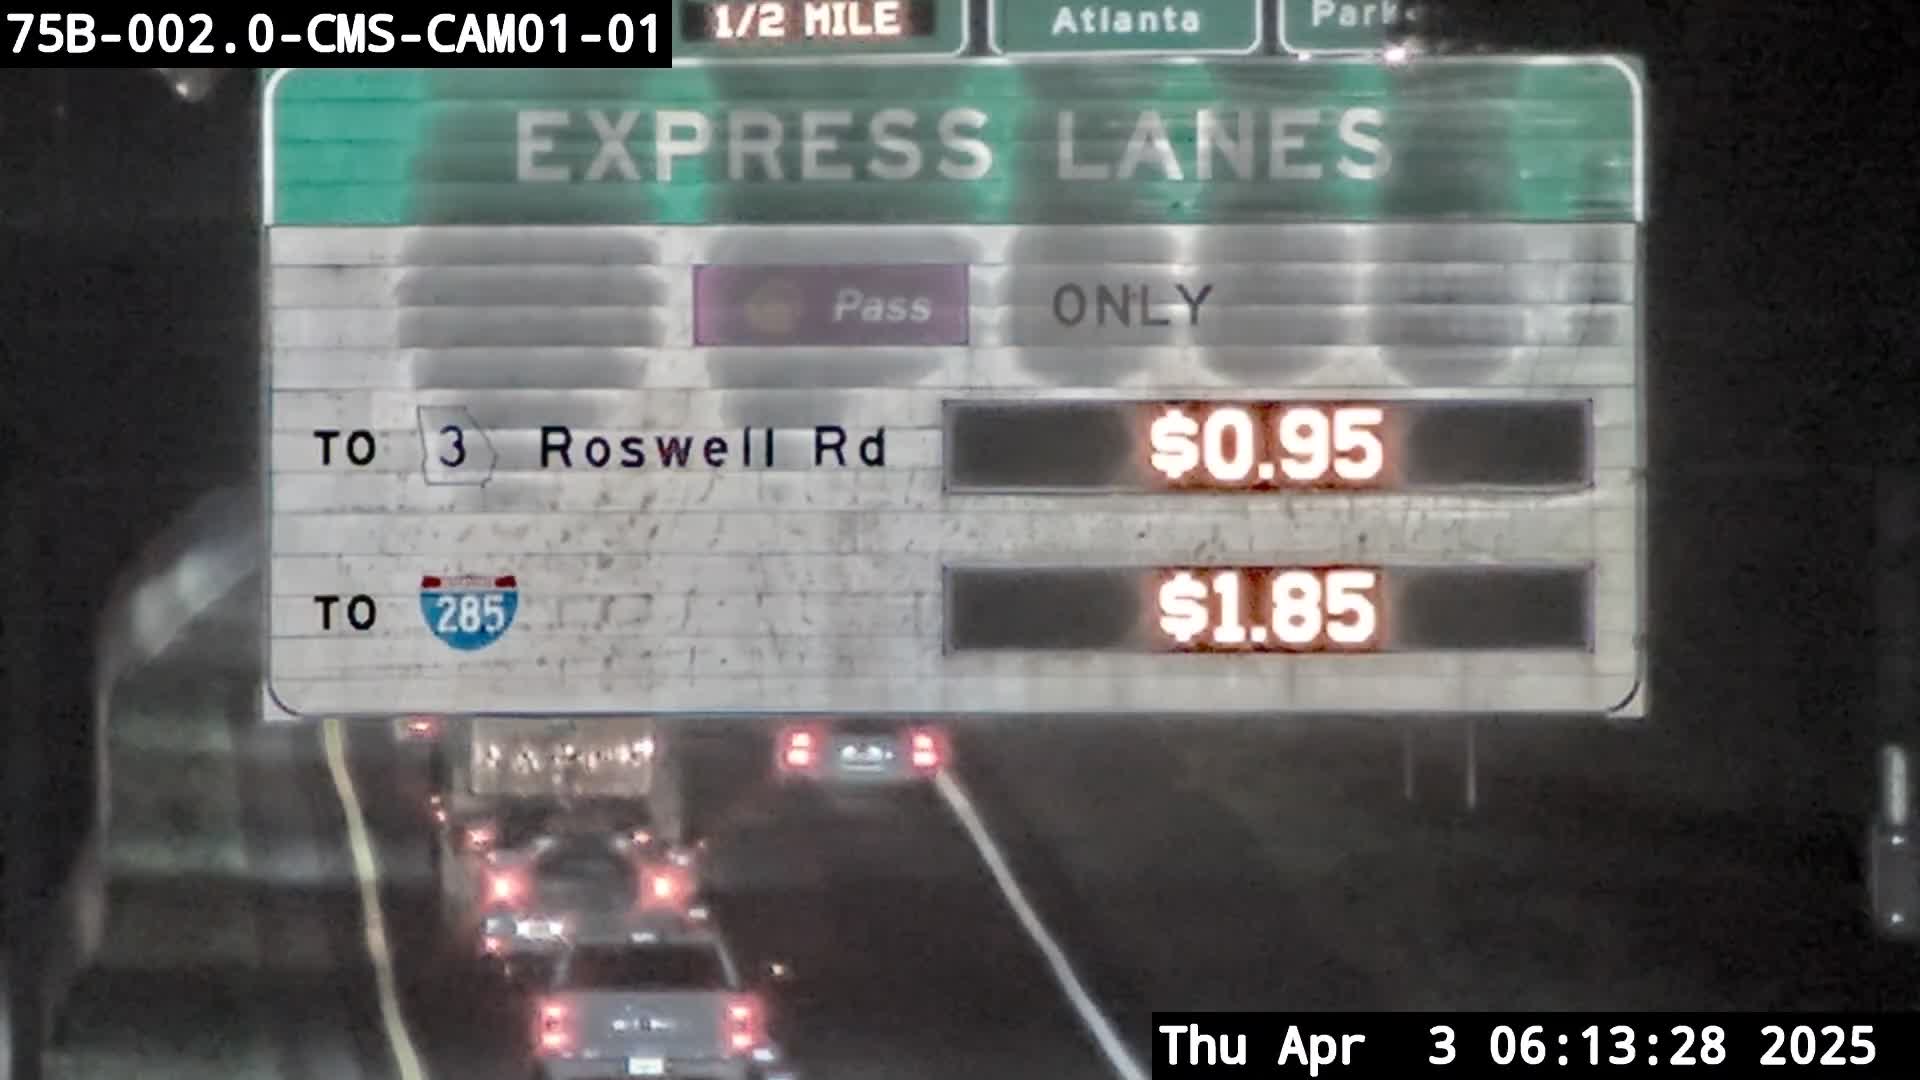 75B-002.0-CMS-CAM01-01
1/2 MILE
Atlanta
Park
EXPRESS LANES
Pass ONLY
TO 3 Roswell Rd $0.95
TO 285 $1.85
Thu Apr 3 06:13:28 2025